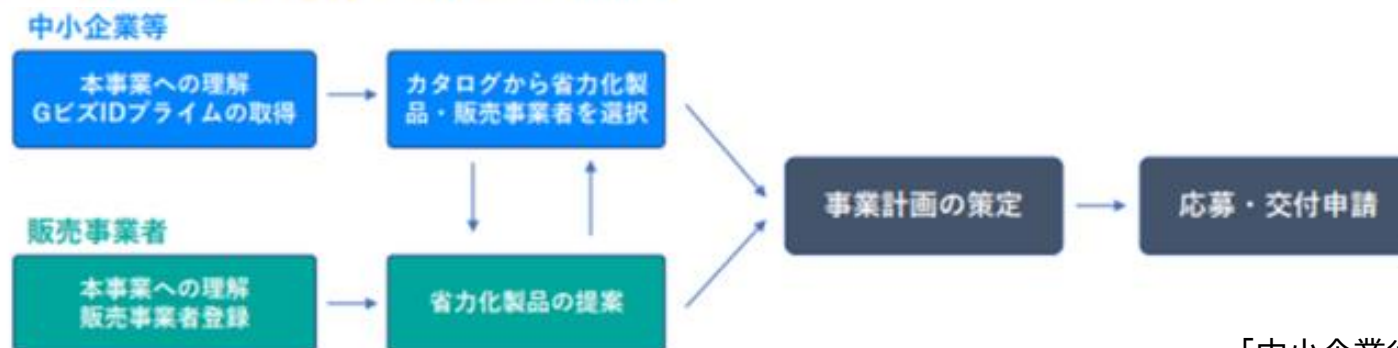 中小企業等
本事業への理解
GビズIDプライムの取得
カタログから省力化製
品・販売事業者を選択
事業計画の策定
応募・交付申請
販売事業者
本事業への理解
販売事業者登録
省力化製品の提案